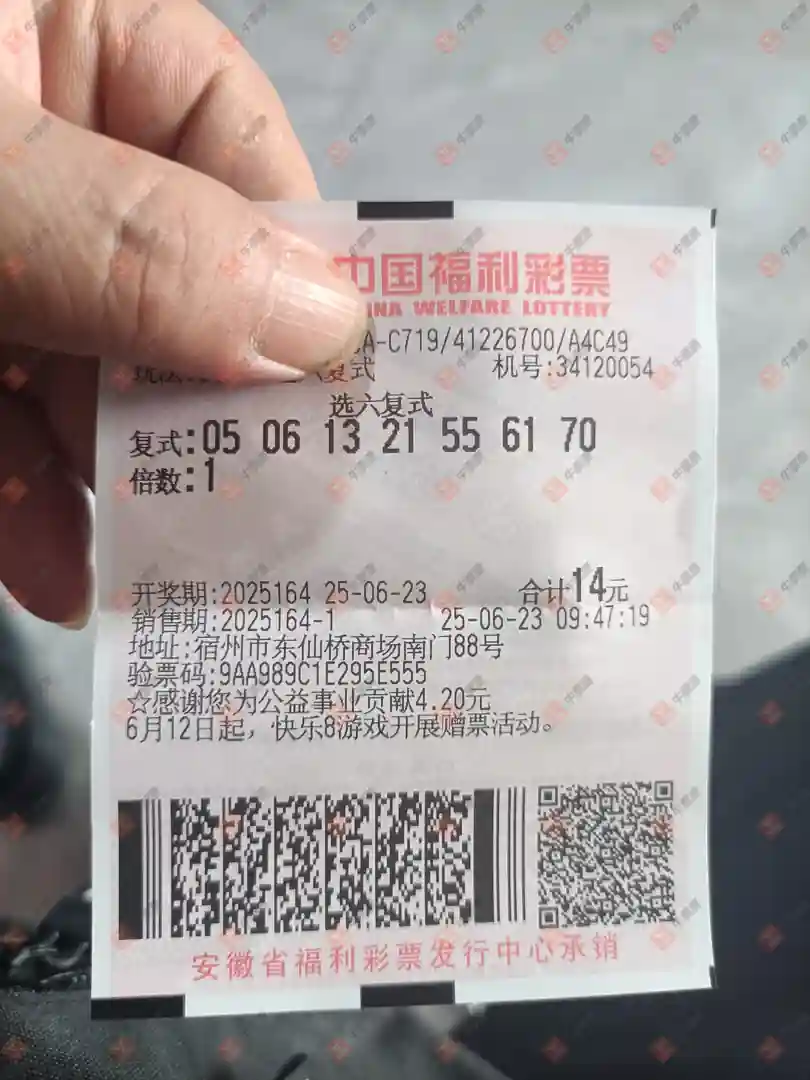 中国福利彩票
INA WELFARE LOTTERY
A-C719/41226700/A4C49
复式 机号:34120054
选六复式
复式:05 06 13 21 55 61 70
倍数:1
开奖期:2025164 25-06-23 合计14元
销售期:2025164-1 25-06-23 09:47:19
地址:宿州市东仙桥商场南门88号
验票码:9AA989C1E295E555
☆感谢您为公益事业贡献4.20元
6月12日起，快乐8游戏开展赠票活动。
安徽省福利彩票发行中心承销